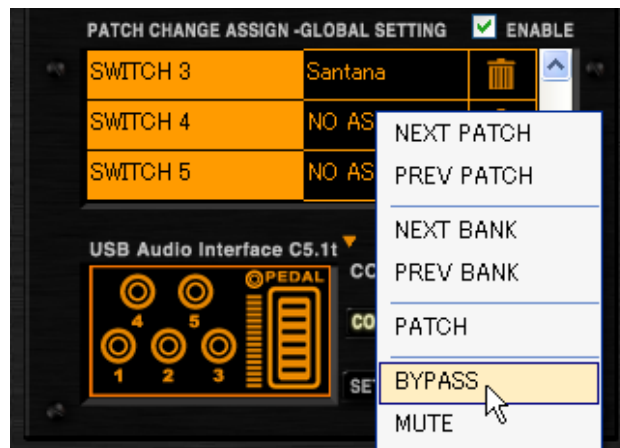 PATCH CHANGE ASSIGN -GLOBAL SETTING ENABLE
SWITCH 3 Santana
SWITCH 4 NO AS
SWITCH 5 NO AS
NEXT PATCH
PREV PATCH
NEXT BANK
PREV BANK
PATCH
BYPASS
MUTE
USB Audio Interface C5.1t
PEDAL
4 5
1 2 3
CO
CO
SE